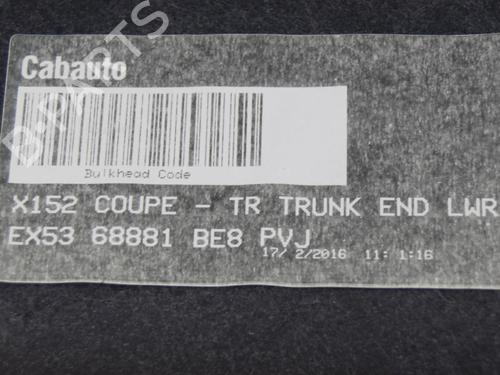 B-PARTS
Cabauto
Bulkhead Code
X152 COUPE - TR TRUNK END LWR
EX53 68881 BE8 PVJ
17/ 2/2016 11: 1:16